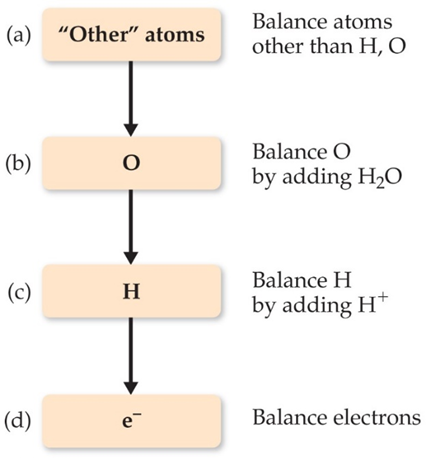 (a) “Other” atoms Balance atoms
other than H, O
(b) O Balance O
by adding H₂O
(c) H Balance H
by adding H⁺
(d) e⁻ Balance electrons